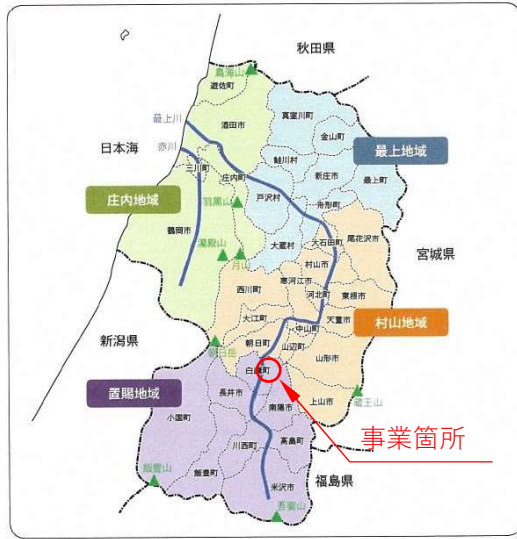 秋田県
鳥海山
遊佐町
真室川町
最上川
酒田市
金山町
日本海
赤川
鮭川村
最上地域
三川町
庄内町
新庄市
最上町
庄内地域
羽黒山
戸沢村
舟形町
鶴岡市
大蔵村
大石田町
尾花沢市
湯殿山
月山
村山市
宮城県
西川町
寒河江市
河北町
東根市
大江町
天童市
村山地域
中山町
新潟県
朝日町
山辺町
朝日岳
山形市
白鷹町
置賜地域
長井市
蔵王山
小国町
南陽市
上山市
事業箇所
川西町
高畠町
飯豊山
飯豊町
福島県
米沢市
吾妻山